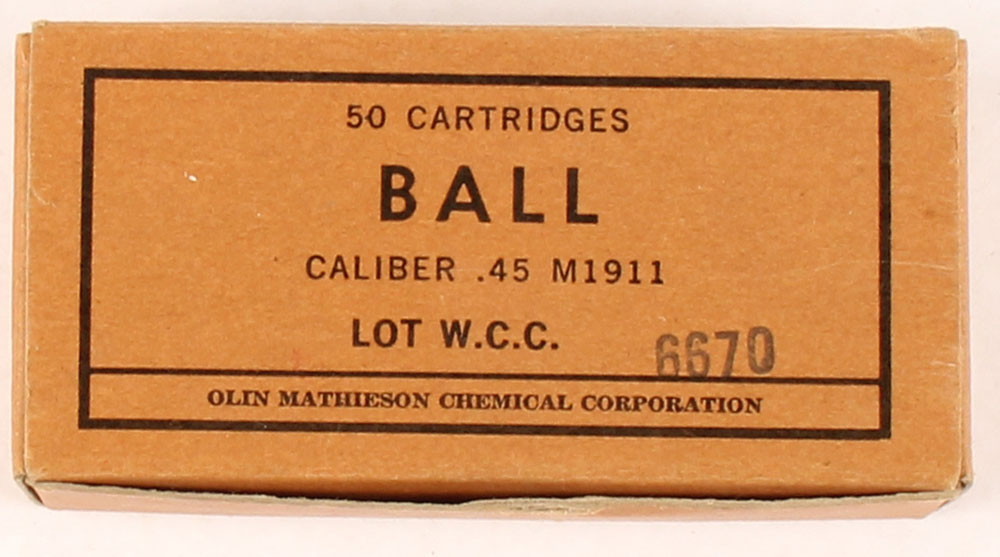 50 CARTRIDGES
BALL
CALIBER .45 M1911
LOT W.C.C. 6670
OLIN MATHIESON CHEMICAL CORPORATION